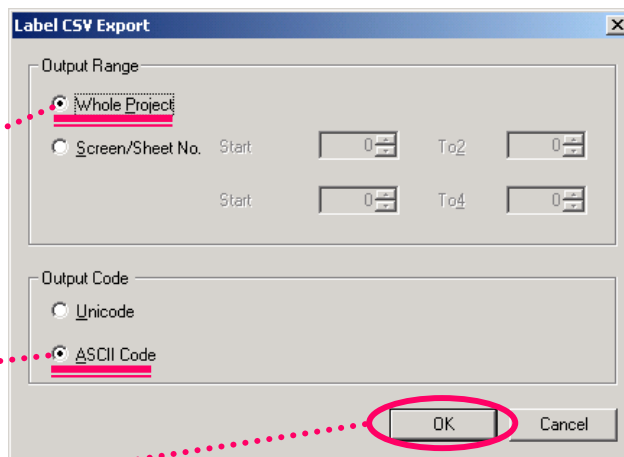 Label CSV Export
Output Range
Whole Project
Screen/Sheet No. Start 0 To2 0
Start 0 To4 0
Output Code
Unicode
ASCII Code
OK Cancel